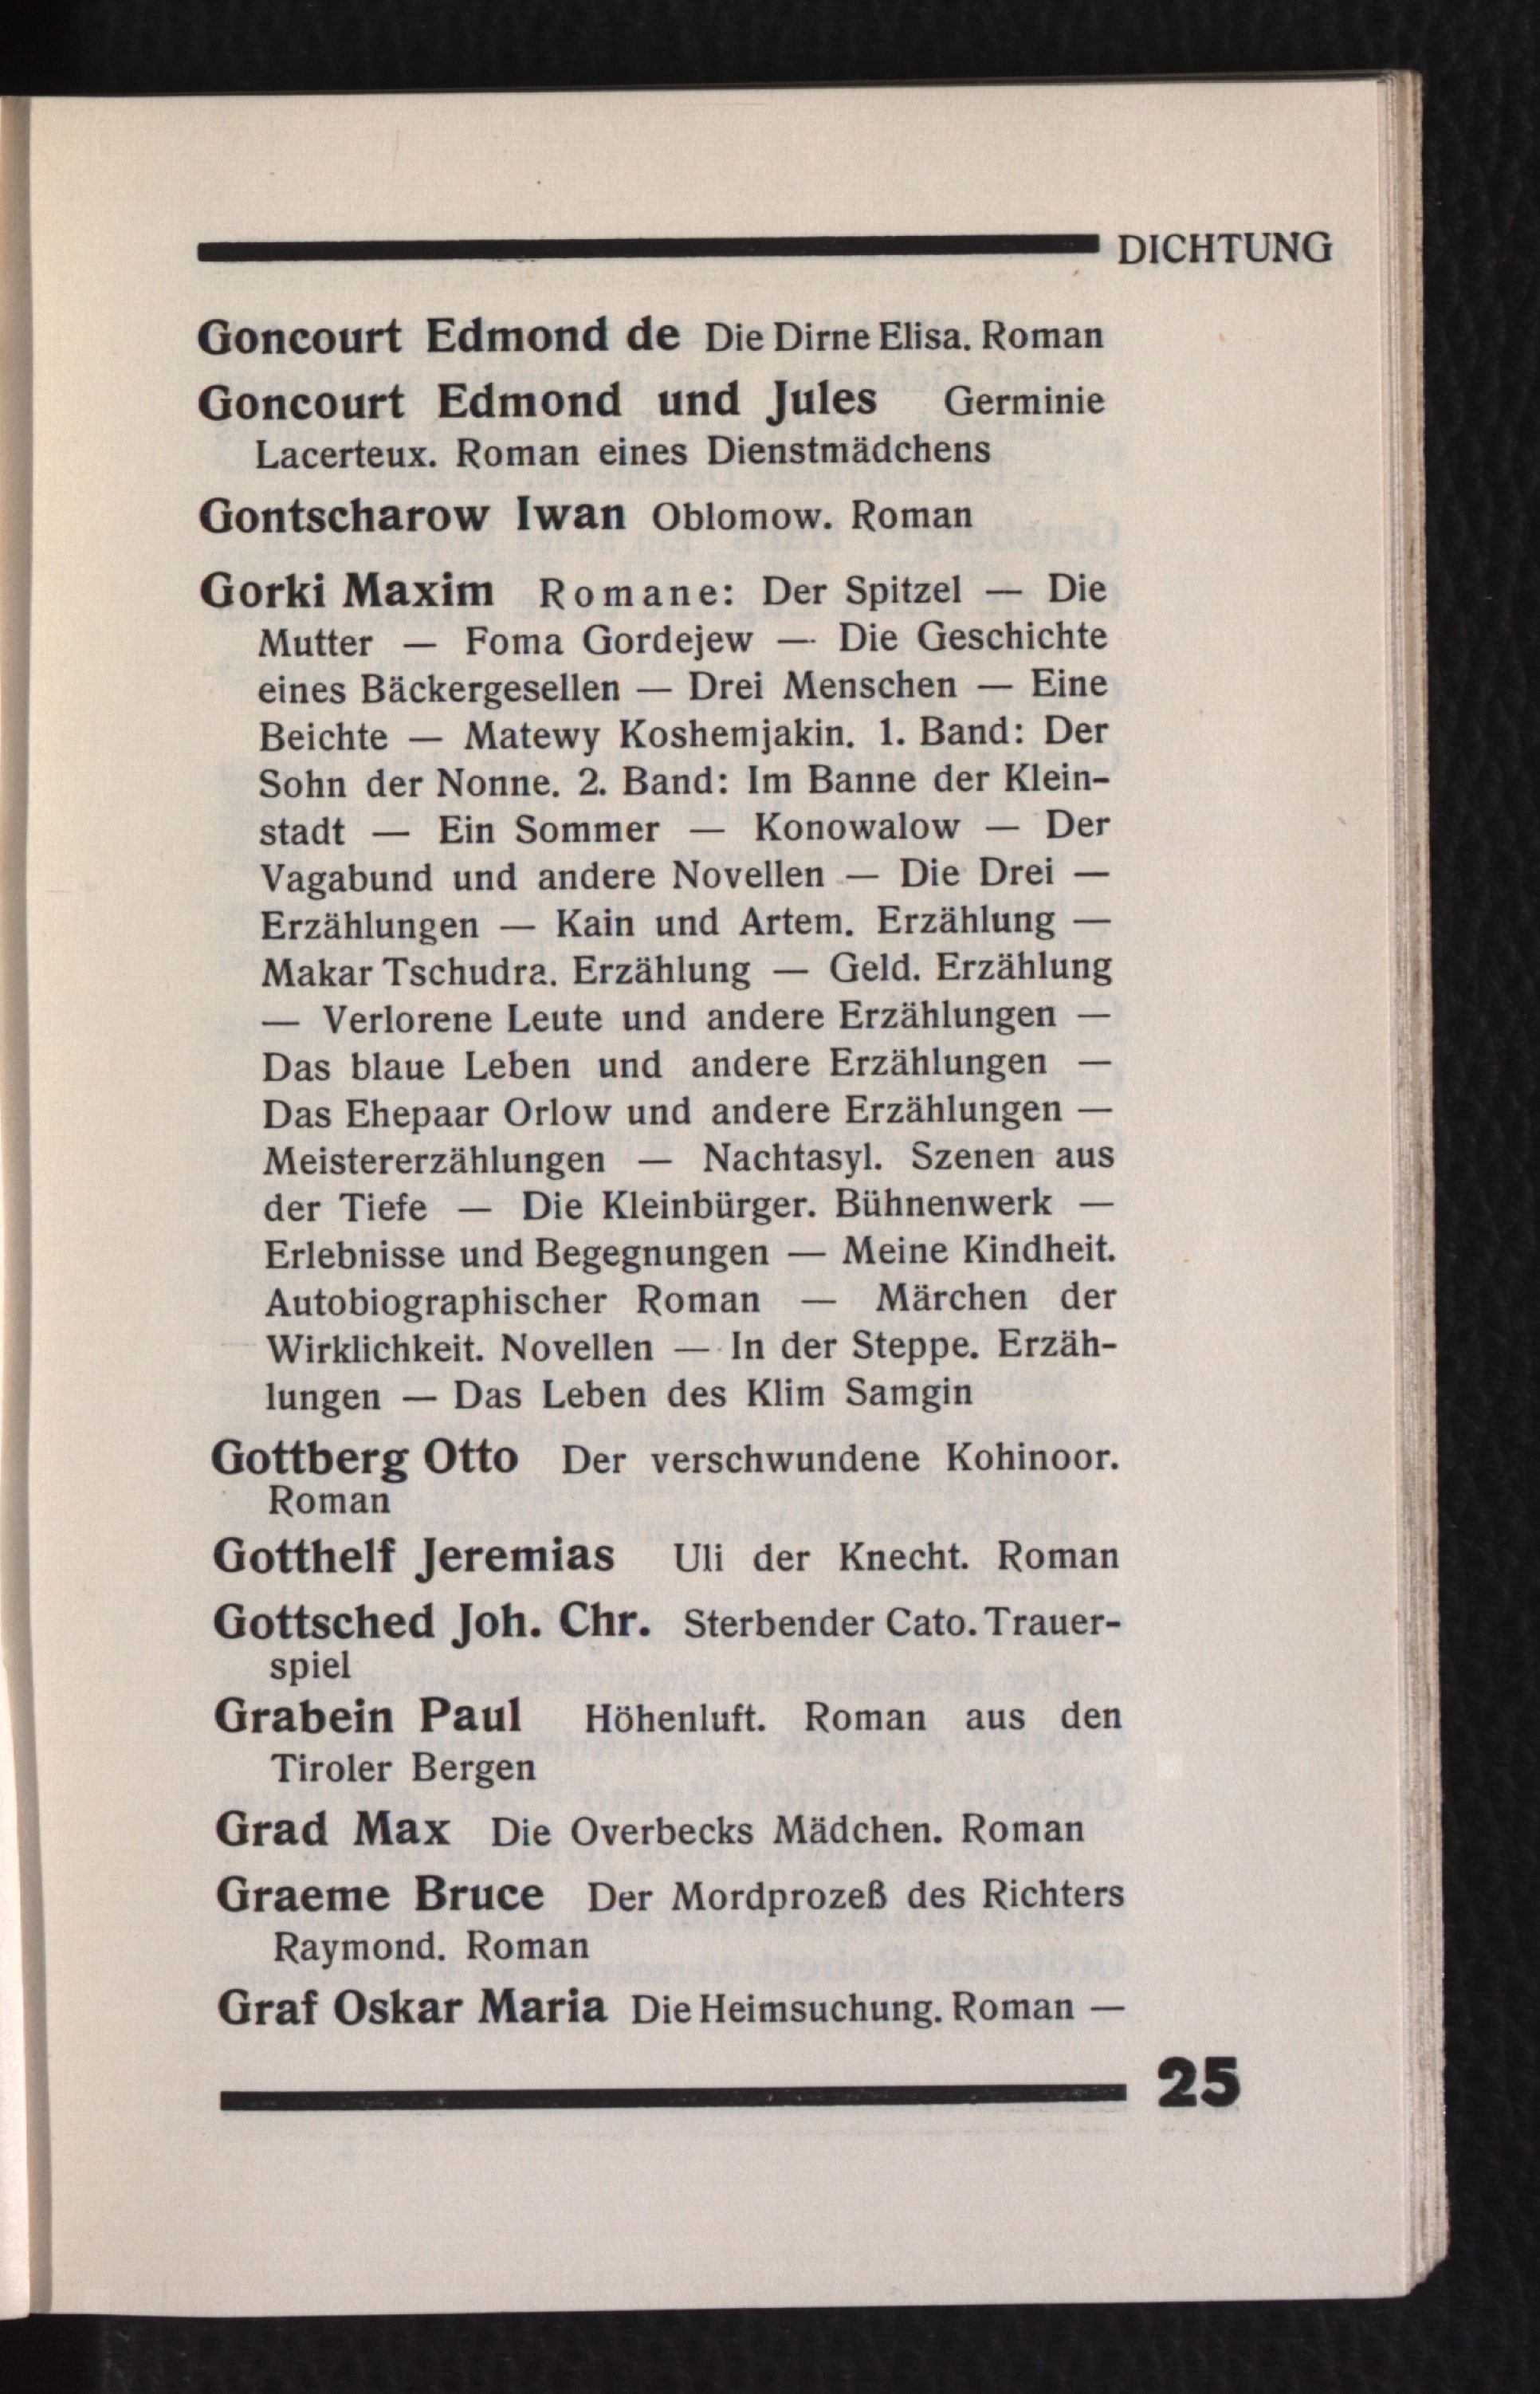 DICHTUNG
Goncourt Edmond de Die Dirne Elisa. Roman
Goncourt Edmond und Jules Germinie
Lacerteux. Roman eines Dienstmädchens
Gontscharow Iwan Oblomow. Roman
Gorki Maxim Romane: Der Spitzel — Die
Mutter — Foma Gordejew — Die Geschichte
eines Bäckergesellen — Drei Menschen — Eine
Beichte — Matewy Koshemjakin. 1. Band: Der
Sohn der Nonne. 2. Band: Im Banne der Klein-
stadt — Ein Sommer — Konowalow — Der
Vagabund und andere Novellen — Die Drei —
Erzählungen — Kain und Artem. Erzählung —
Makar Tschudra. Erzählung — Geld. Erzählung
— Verlorene Leute und andere Erzählungen —
Das blaue Leben und andere Erzählungen —
Das Ehepaar Orlow und andere Erzählungen —
Meistererzählungen — Nachtasyl. Szenen aus
der Tiefe — Die Kleinbürger. Bühnenwerk —
Erlebnisse und Begegnungen — Meine Kindheit.
Autobiographischer Roman — Märchen der
Wirklichkeit. Novellen — In der Steppe. Erzäh-
lungen — Das Leben des Klim Samgin
Gottberg Otto Der verschwundene Kohinoor.
Roman
Gotthelf Jeremias Uli der Knecht. Roman
Gottsched Joh. Chr. Sterbender Cato. Trauer-
spiel
Grabein Paul Höhenluft. Roman aus den
Tiroler Bergen
Grad Max Die Overbecks Mädchen. Roman
Graeme Bruce Der Mordprozeß des Richters
Raymond. Roman
Graf Oskar Maria Die Heimsuchung. Roman —
25